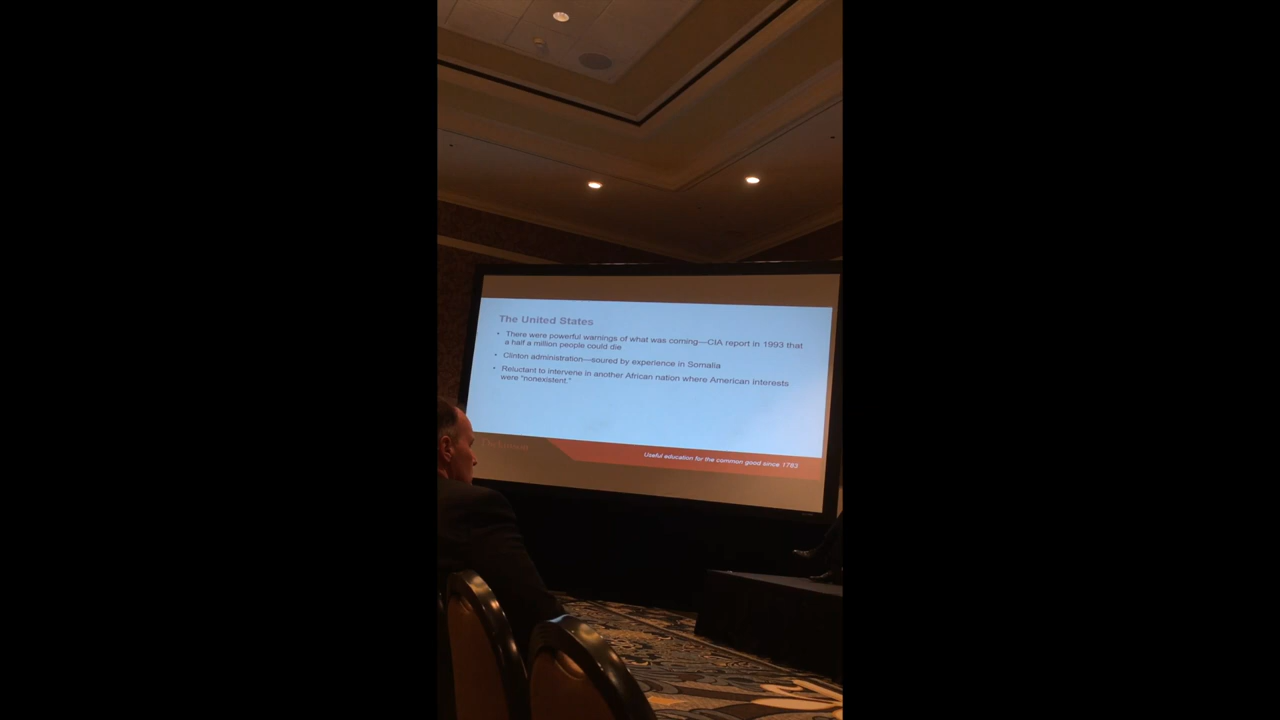 The United States
• There were powerful warnings of what was coming—CIA report in 1993 that
a half a million people could die
• Clinton administration—soured by experience in Somalia
• Reluctant to intervene in another African nation where American interests
were “nonexistent.”
Dickinson
Useful education for the common good since 1783